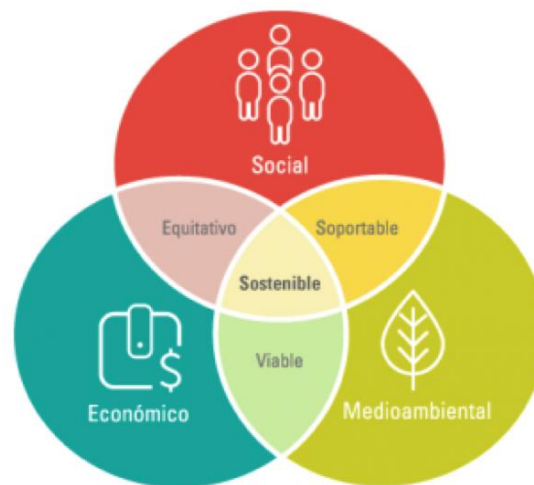 Social
Equitativo
Soportable
Sostenible
Viable
Económico
Medioambiental